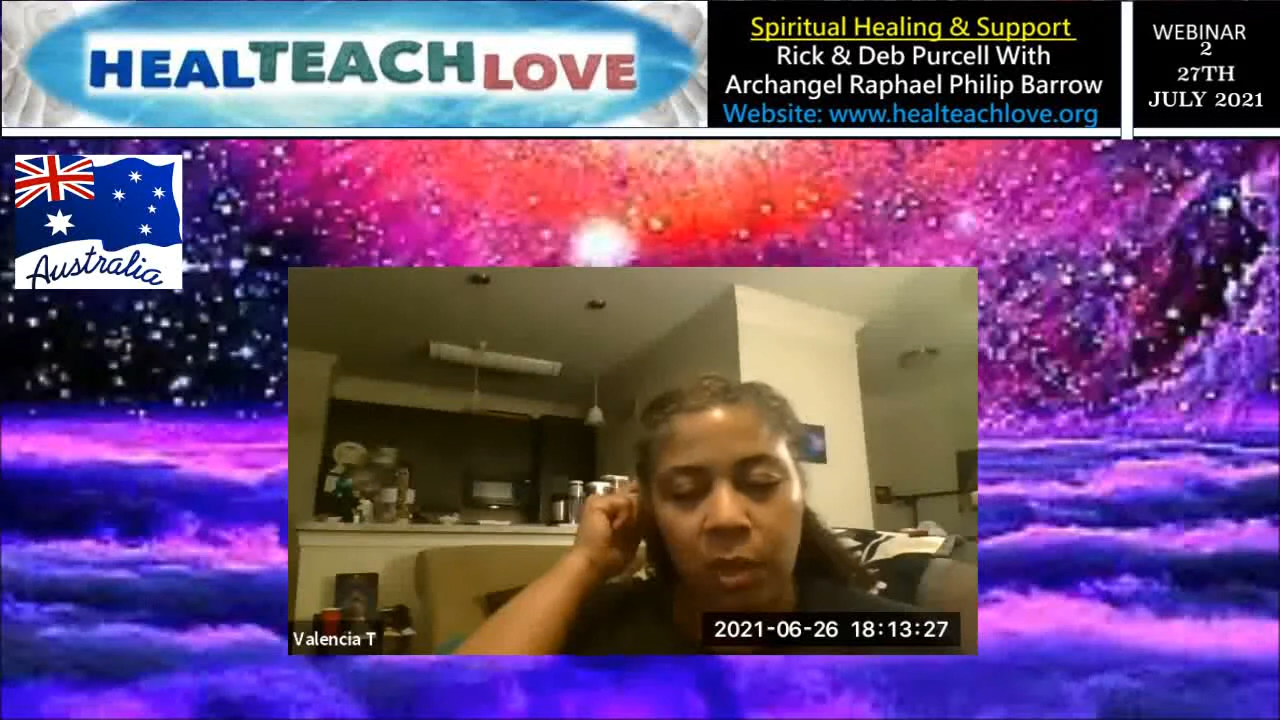 HEALTEACHLOVE
Spiritual Healing & Support
Rick & Deb Purcell With
Archangel Raphael Philip Barrow
Website: www.healteachlove.org
WEBINAR
2
27TH
JULY 2021
Australia
Valencia T
2021-06-26 18:13:27